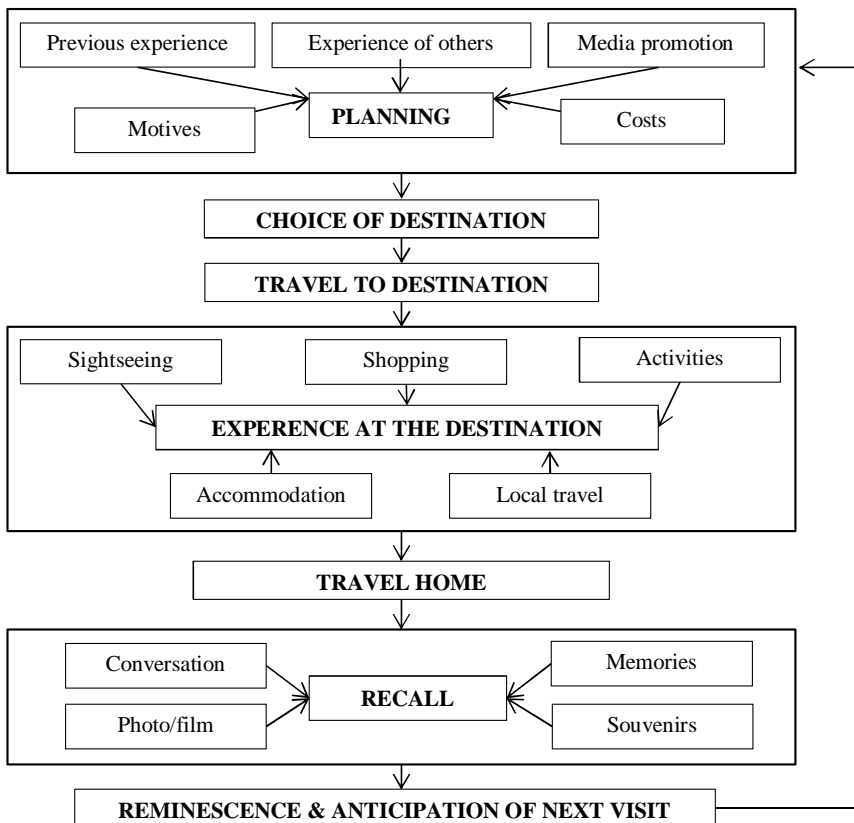 Previous experience
Experience of others
Media promotion
PLANNING
Motives
Costs
CHOICE OF DESTINATION
TRAVEL TO DESTINATION
Sightseeing
Shopping
Activities
EXPERENCE AT THE DESTINATION
Accommodation
Local travel
TRAVEL HOME
Conversation
Memories
RECALL
Photo/film
Souvenirs
REMINESCENCE & ANTICIPATION OF NEXT VISIT